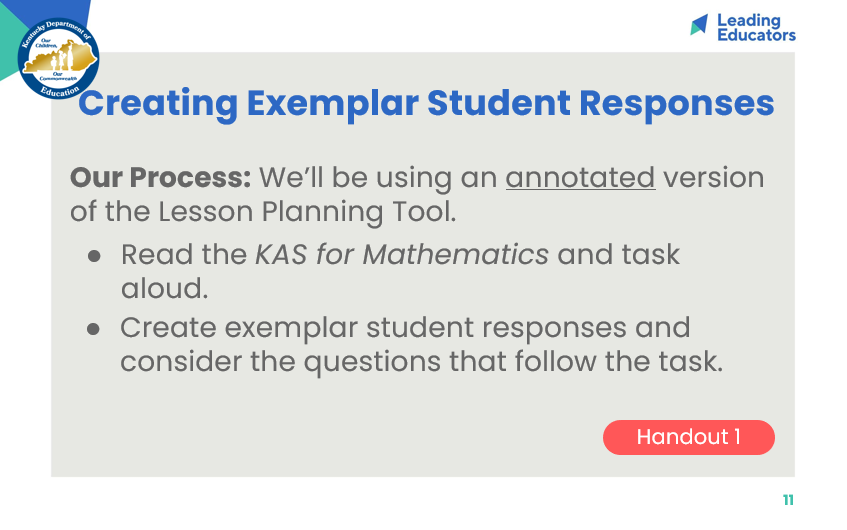 Kentucky Department of
Our
Children,
Our
Commonwealth
Education
Leading
Educators
Creating Exemplar Student Responses
Our Process: We’ll be using an annotated version
of the Lesson Planning Tool.
● Read the KAS for Mathematics and task
aloud.
● Create exemplar student responses and
consider the questions that follow the task.
Handout 1
11